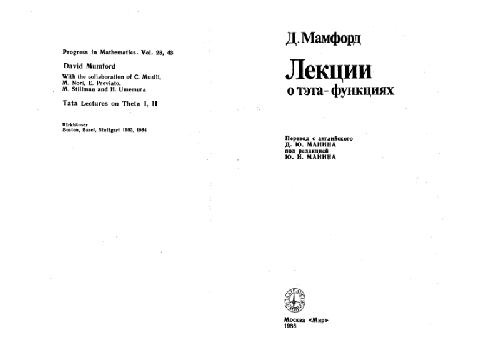 Progress in Mathematics. Vol. 28, 43
David Mumford
With the collaboration of C. Musili,
M. Nori, E. Previato,
M. Stillman and H. Umemura
Tata Lectures on Theta I, II
Birkhäuser
Boston, Basel, Stuttgart 1983, 1984
Д. Мамфорд
Лекции
о тэта-функциях
Перевод с английского
Д. Ю. МАНИНА
под редакцией
Ю. И. МАНИНА
Москва «Мир»
1988